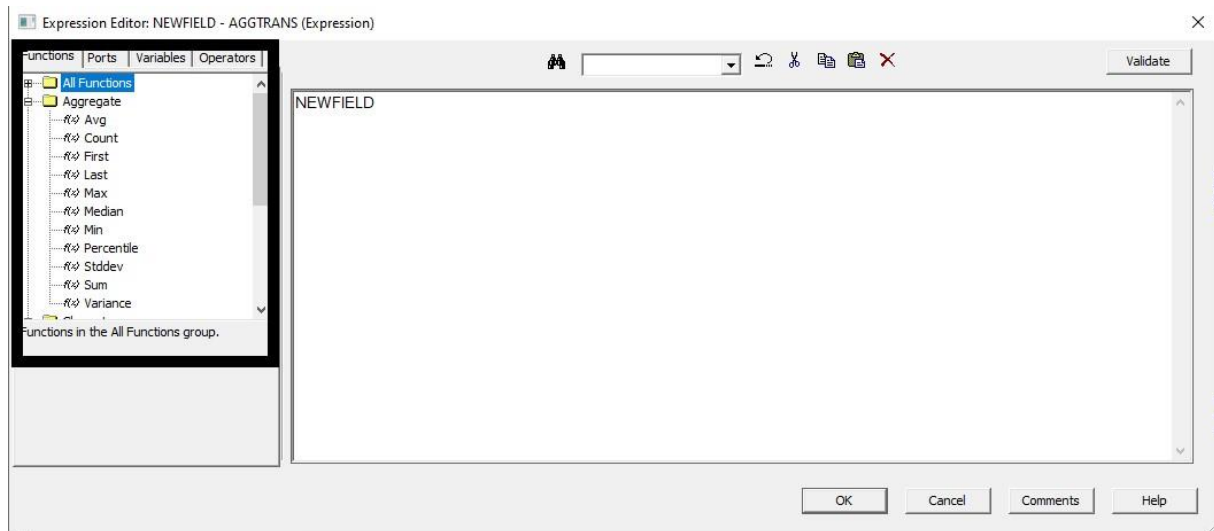 Expression Editor: NEWFIELD - AGGTRANS (Expression)
Functions Ports Variables Operators
Validate
All Functions
Aggregate
f(x) Avg
f(x) Count
f(x) First
f(x) Last
f(x) Max
f(x) Median
f(x) Min
f(x) Percentile
f(x) Stddev
f(x) Sum
f(x) Variance
Functions in the All Functions group.
NEWFIELD
OK Cancel Comments Help